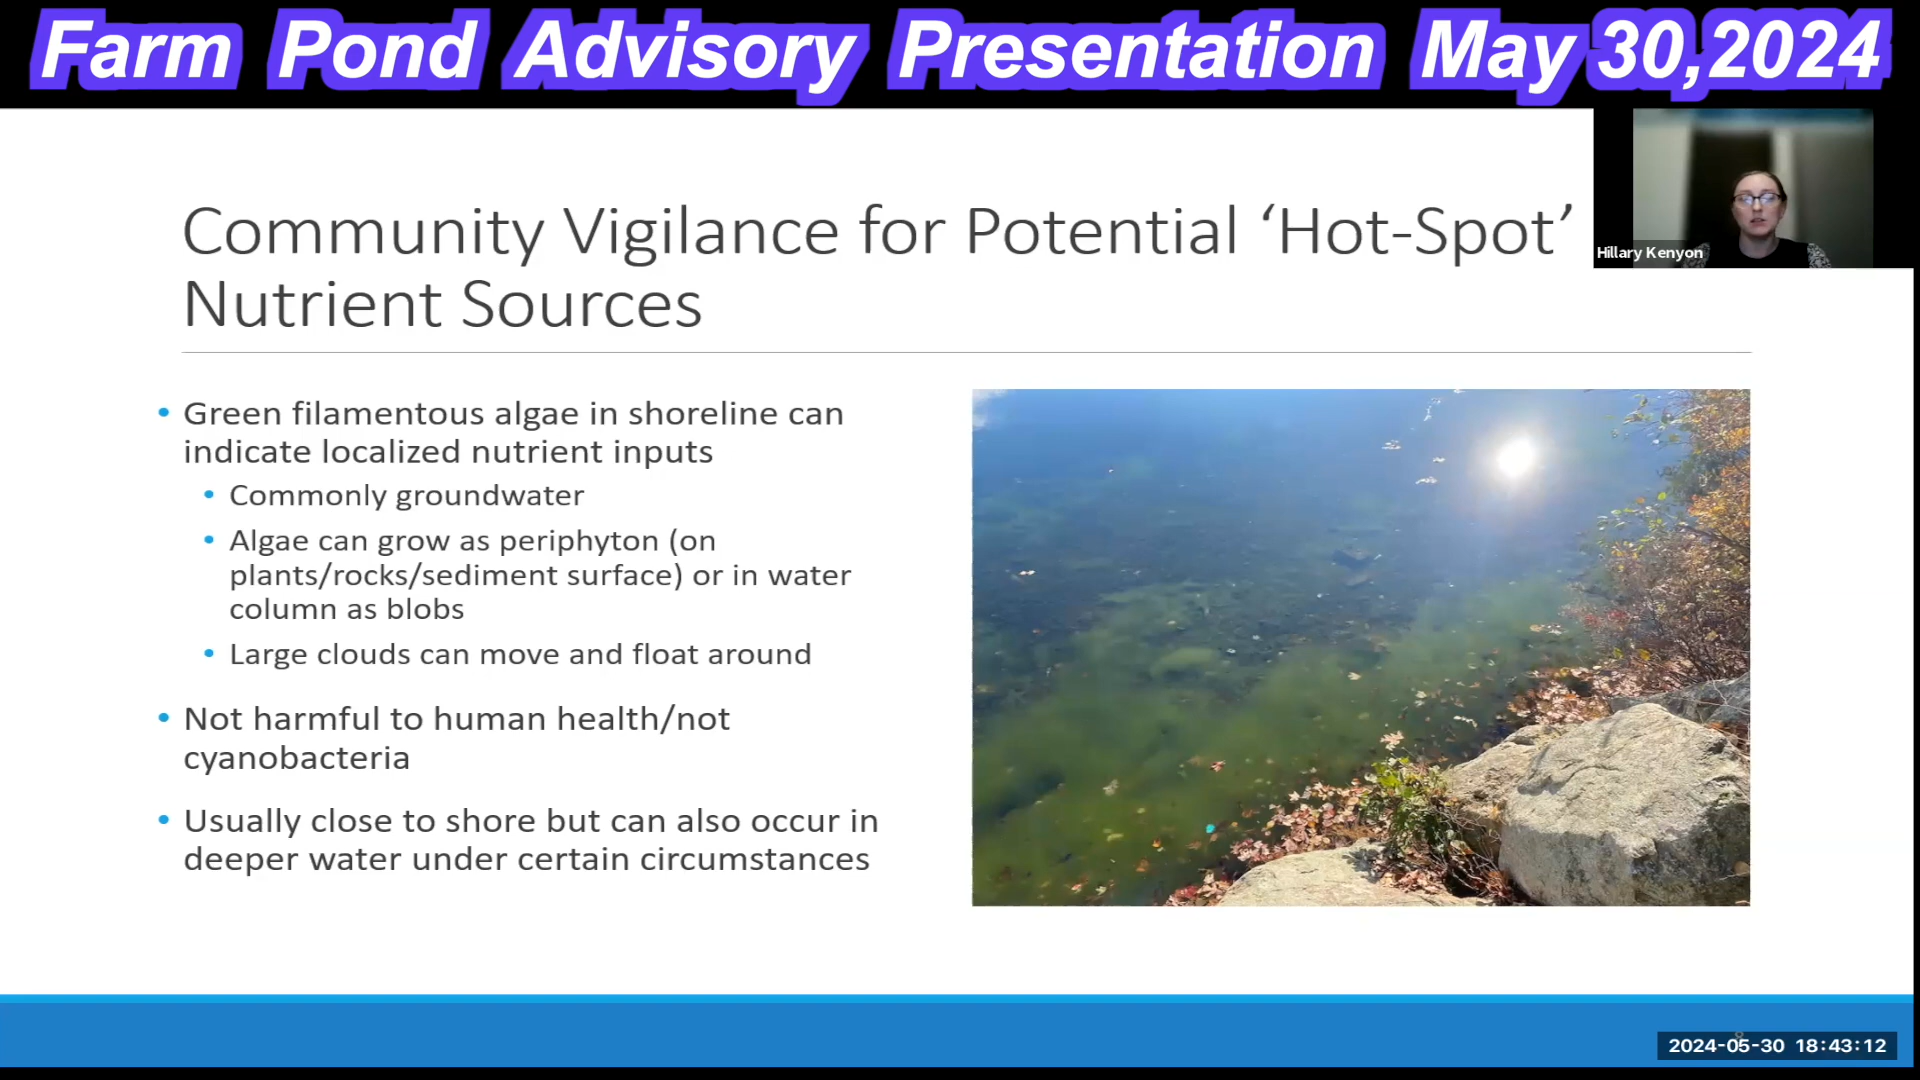 Farm Pond Advisory Presentation May 30,2024
Community Vigilance for Potential ‘Hot-Spot’
Nutrient Sources
Hillary Kenyon
• Green filamentous algae in shoreline can
indicate localized nutrient inputs
• Commonly groundwater
• Algae can grow as periphyton (on
plants/rocks/sediment surface) or in water
column as blobs
• Large clouds can move and float around
• Not harmful to human health/not
cyanobacteria
• Usually close to shore but can also occur in
deeper water under certain circumstances
2024-05-30 18:43:12